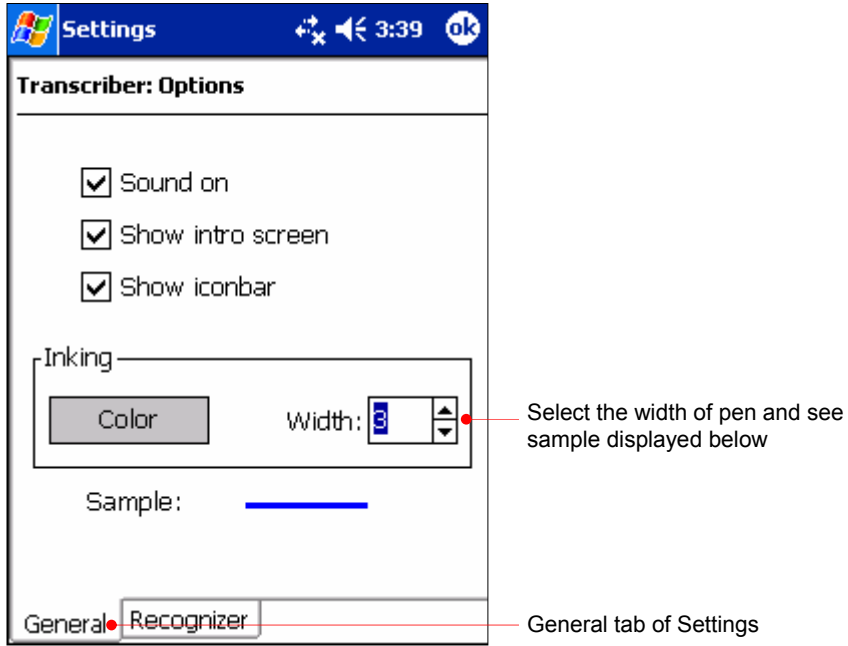 Settings 3:39 ok
Transcriber: Options
Sound on
Show intro screen
Show iconbar
Inking
Color Width: 3
Select the width of pen and see
sample displayed below
Sample:
General Recognizer
General tab of Settings